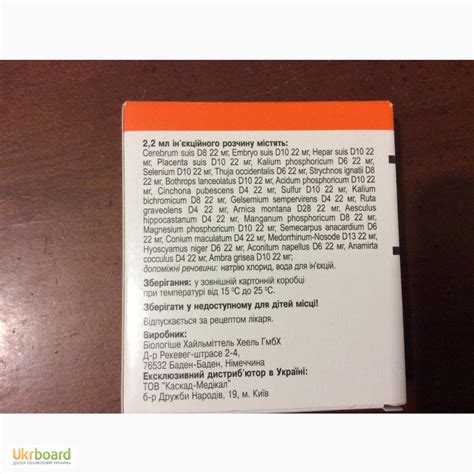 2,2 мл ін'єкційного розчину містять:
Cerebrum suis D8 22 мг, Embryo suis D10 22 мг, Hepar suis D10 22
мг, Placenta suis D10 22 мг, Kalium phosphoricum D6 22 мг,
Selenium D10 22 мг, Thuja occidentalis D6 22 мг, Strychnos ignatii D8
22 мг, Bothrops lanceolatus D10 22 мг, Acidum phosphoricum D10 22
мг, Cinchona pubescens D4 22 мг, Sulfur D10 22 мг, Kalium
bichromicum D8 22 мг, Gelsemium sempervirens D4 22 мг, Ruta
graveolens D4 22 мг, Arnica montana D28 22 мг, Aesculus
hippocastanum D4 22 мг, Manganum phosphoricum D8 22 мг,
Magnesium phosphoricum D10 22 мг, Semecarpus anacardium D6
22 мг, Conium maculatum D4 22 мг, Medorrhinum-Nosode D13 22 мг,
Hyoscyamus niger D6 22 мг, Aconitum napellus D6 22 мг, Anamirta
cocculus D4 22 мг, Ambra grisea D10 22 мг;
допоміжні речовини: натрію хлорид, вода для ін'єкцій.
Зберігання: у зовнішній картонній коробці
при температурі від 15 ºС до 25 ºС.
Зберігати у недоступному для дітей місці!
Відпускається за рецептом лікаря.
Виробник:
Біологіше Хайльміттель Хеель ГмбХ
Д-р Рекевег-штрасе 2-4,
76532 Баден-Баден, Німеччина
Ексклюзивний дистриб'ютор в Україні:
ТОВ "Каскад-Медікал"
б-р Дружби Народів, 19, м. Київ
Ukrboard
ДОСКА ОБЪЯВЛЕНИЙ УКРАИНЫ